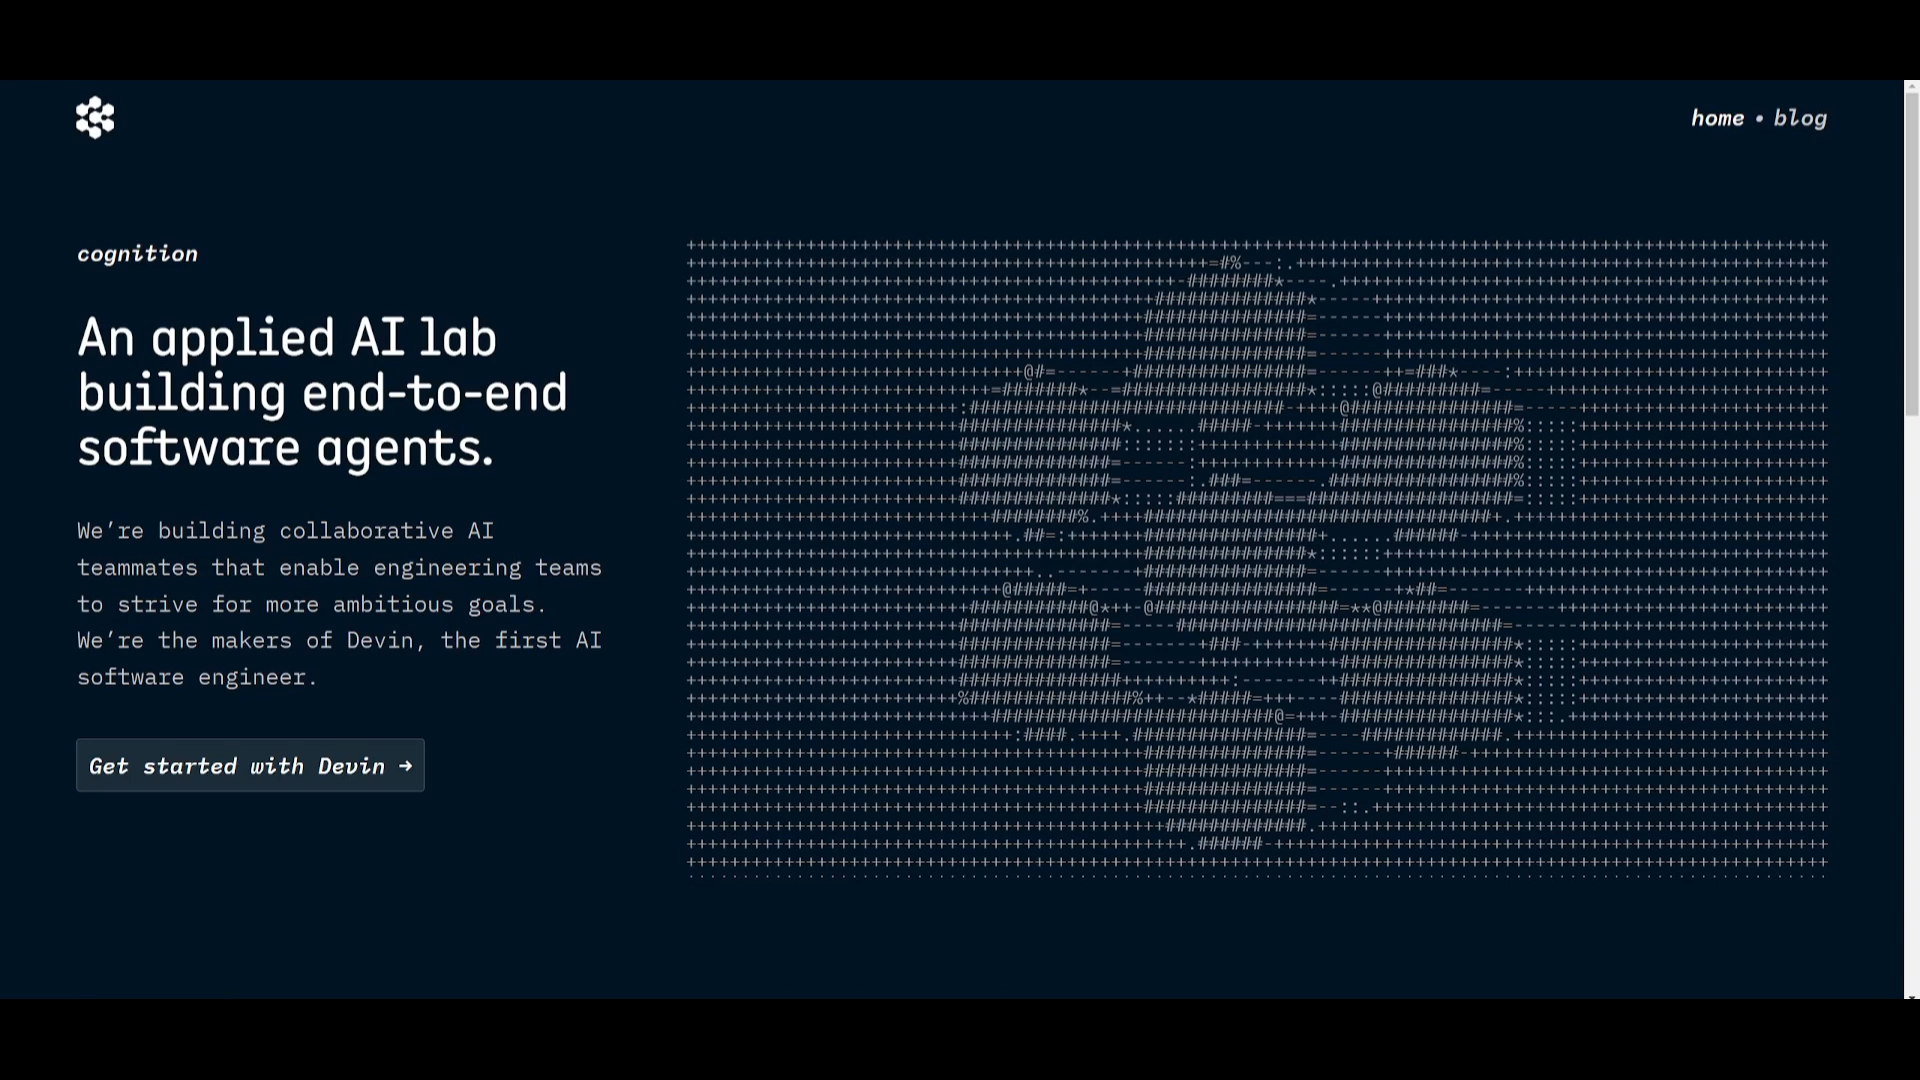 home • blog
cognition
An applied AI lab
building end-to-end
software agents.
We’re building collaborative AI
teammates that enable engineering teams
to strive for more ambitious goals.
We’re the makers of Devin, the first AI
software engineer.
Get started with Devin →